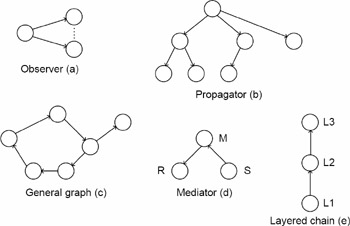 Observer (a)
Propagator (b)
General graph (c)
M
R
S
Mediator (d)
L3
L2
L1
Layered chain (e)